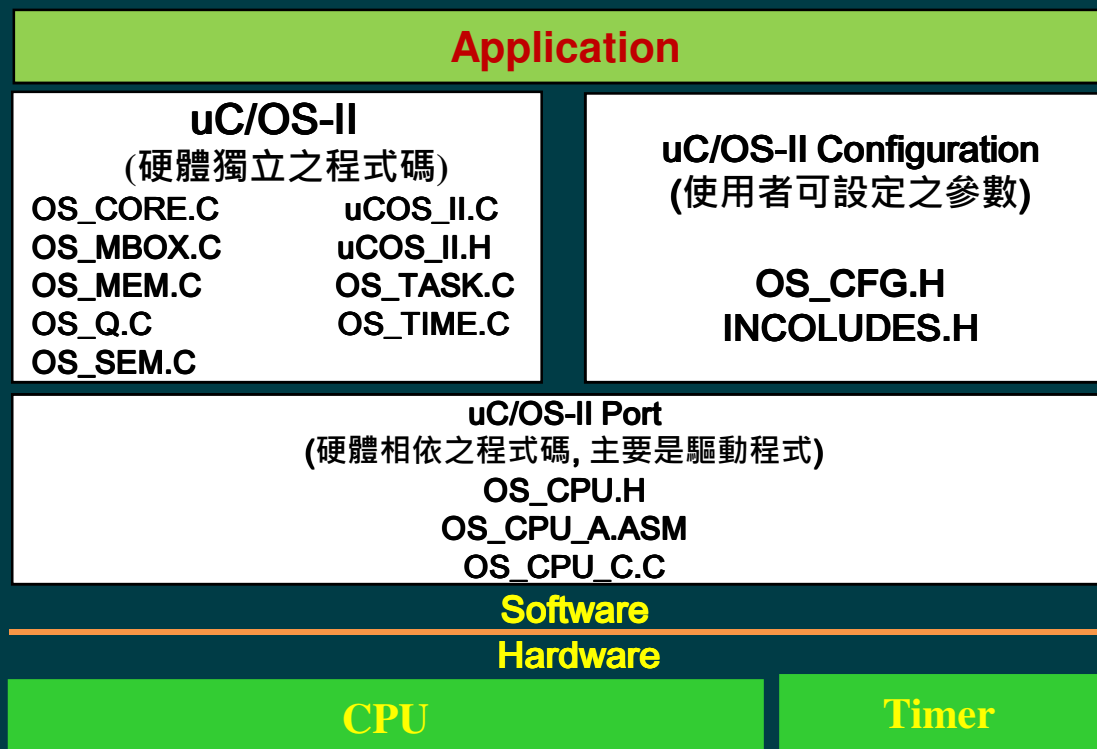 Application
uC/OS-II
(硬體獨立之程式碼)
OS_CORE.C uCOS_II.C
OS_MBOX.C uCOS_II.H
OS_MEM.C OS_TASK.C
OS_Q.C OS_TIME.C
OS_SEM.C
uC/OS-II Configuration
(使用者可設定之參數)
OS_CFG.H
INCOLUDES.H
uC/OS-II Port
(硬體相依之程式碼, 主要是驅動程式)
OS_CPU.H
OS_CPU_A.ASM
OS_CPU_C.C
Software
Hardware
CPU Timer